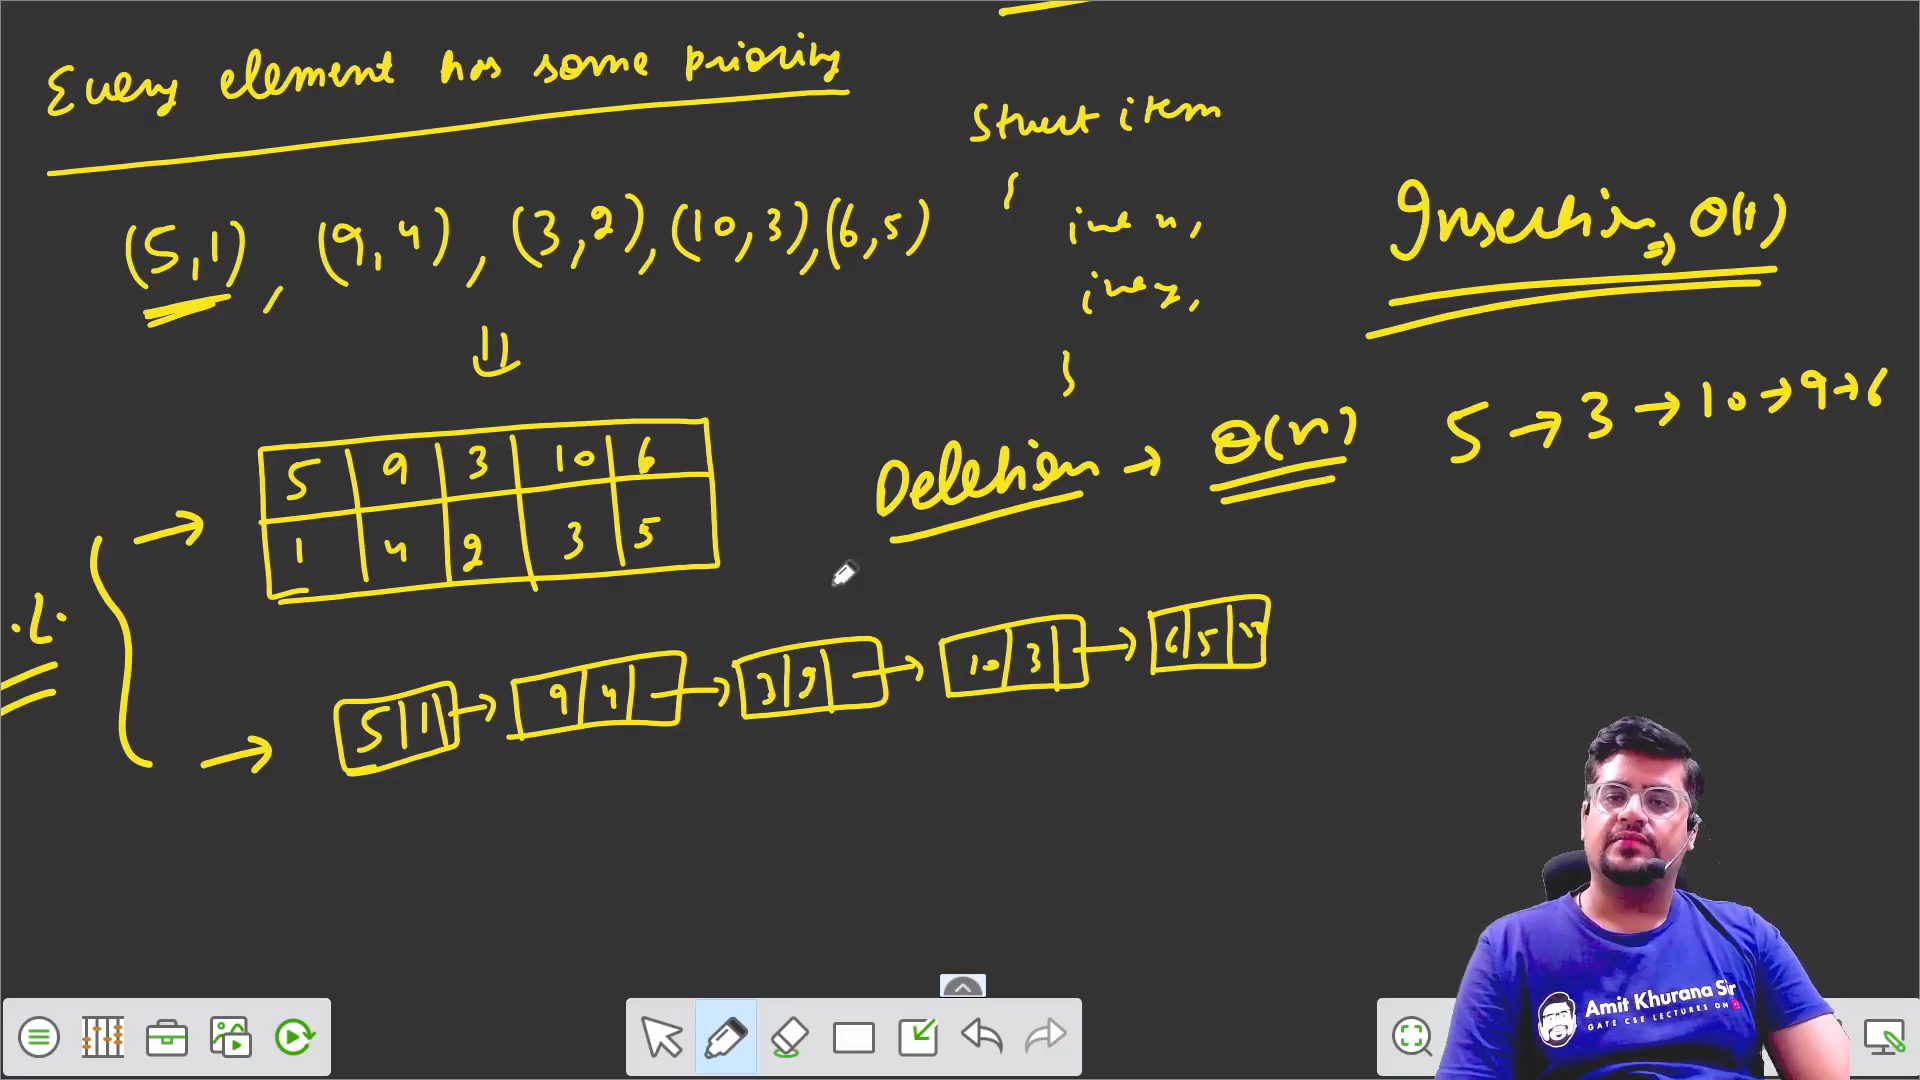 Every element has some priority
Struct item
{
int x,
int y,
}
(5,1), (9,4), (3,2), (10,3), (6,5)
Insertion, O(1)
5 → 3 → 10 → 9 → 6
Deletion → O(n)
5 9 3 10 6
1 4 2 3 5
5 1 → 9 4 → 3 2 → 10 3 → 6 5
Amit Khurana Sir
GATE CSE LECTURES ON